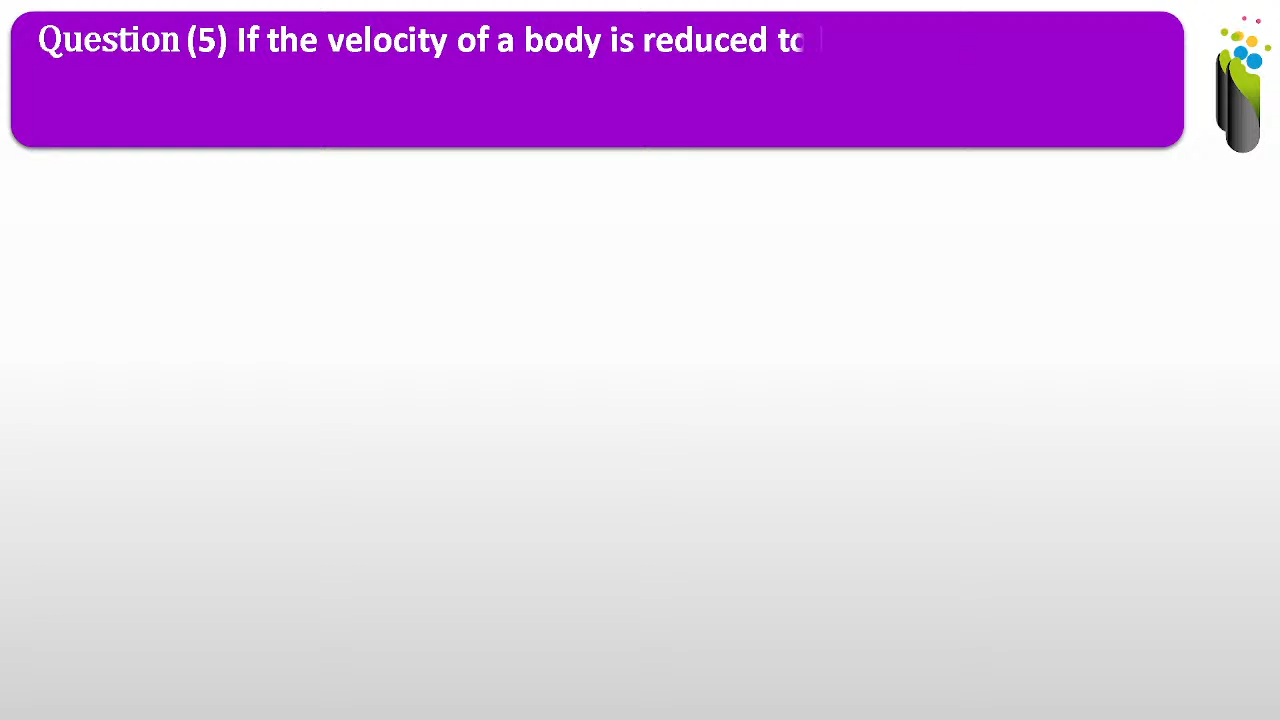 Question (5) If the velocity of a body is reduced to